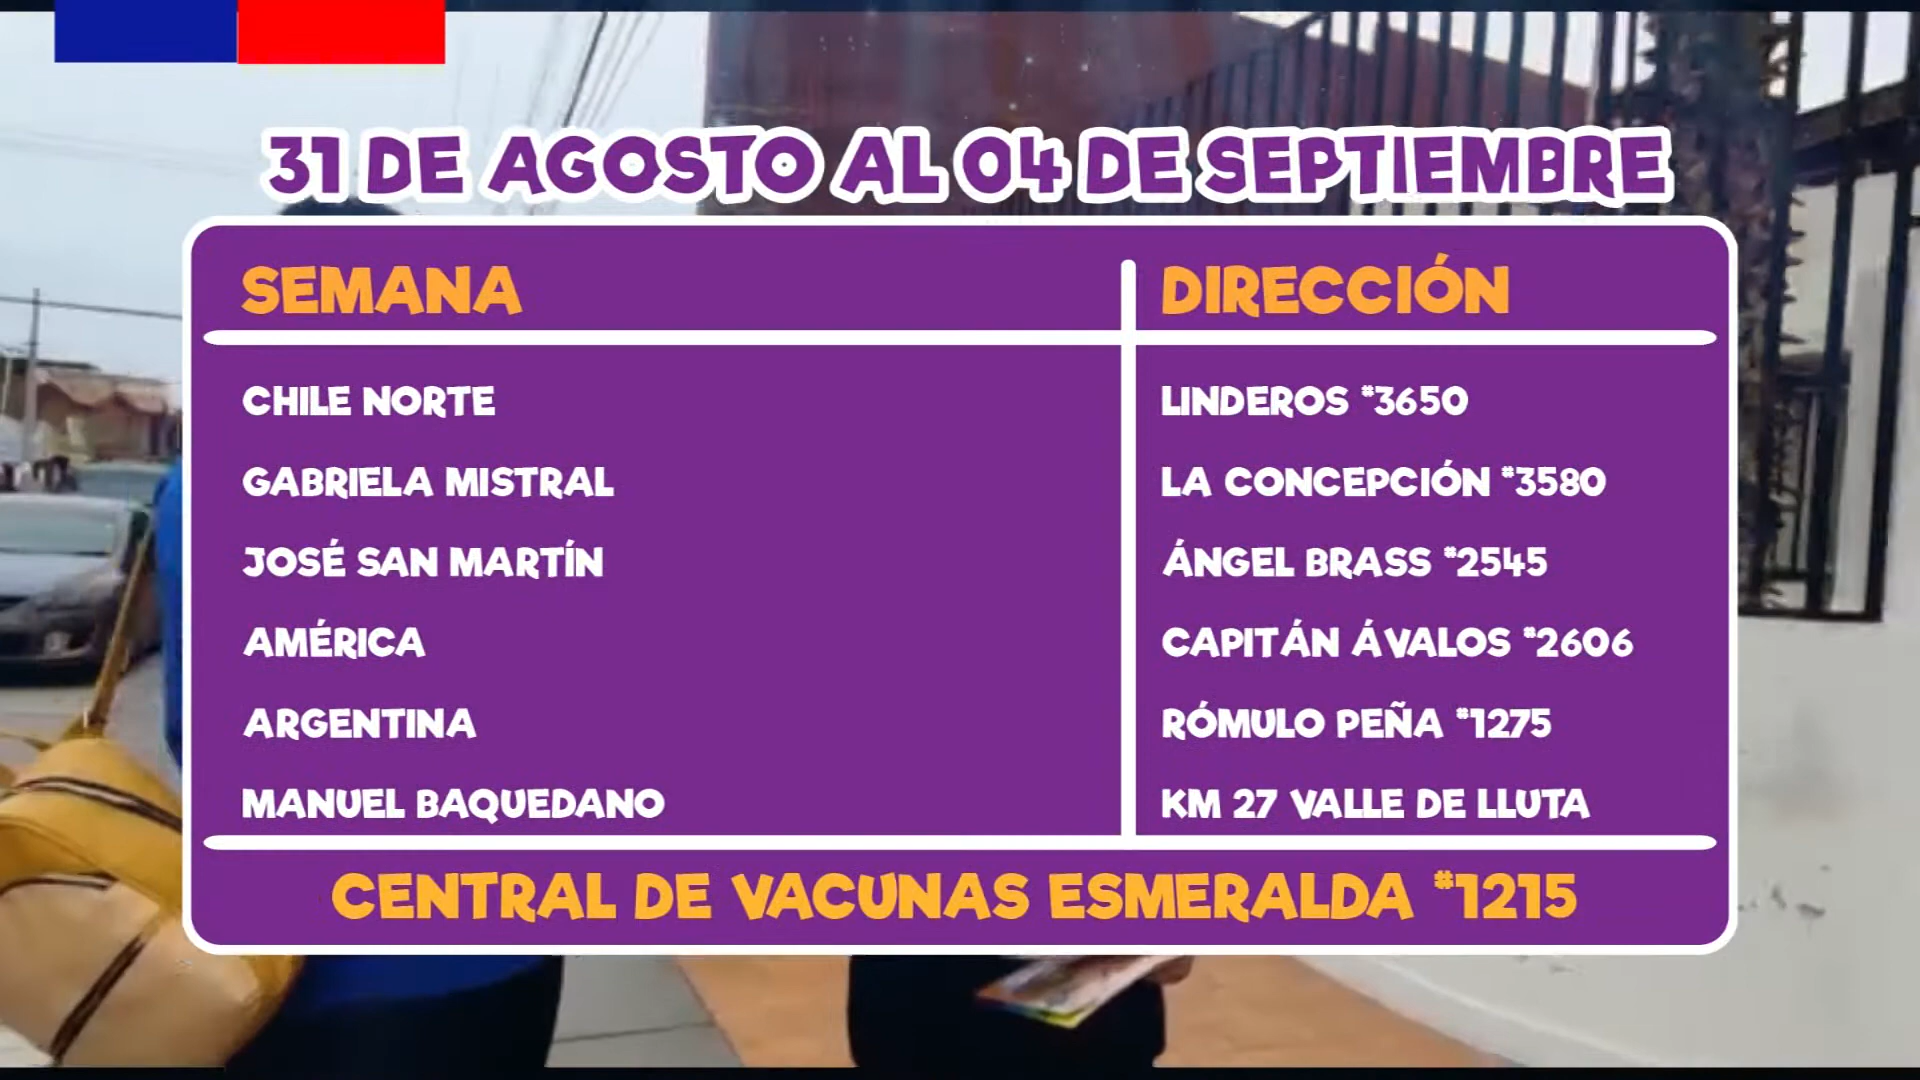 31 DE AGOSTO AL 04 DE SEPTIEMBRE
SEMANA DIRECCIÓN
CHILE NORTE LINDEROS #3650
GABRIELA MISTRAL LA CONCEPCIÓN #3580
JOSÉ SAN MARTÍN ÁNGEL BRASS #2545
AMÉRICA CAPITÁN ÁVALOS #2606
ARGENTINA RÓMULO PEÑA #1275
MANUEL BAQUEDANO KM 27 VALLE DE LLUTA
CENTRAL DE VACUNAS ESMERALDA #1215